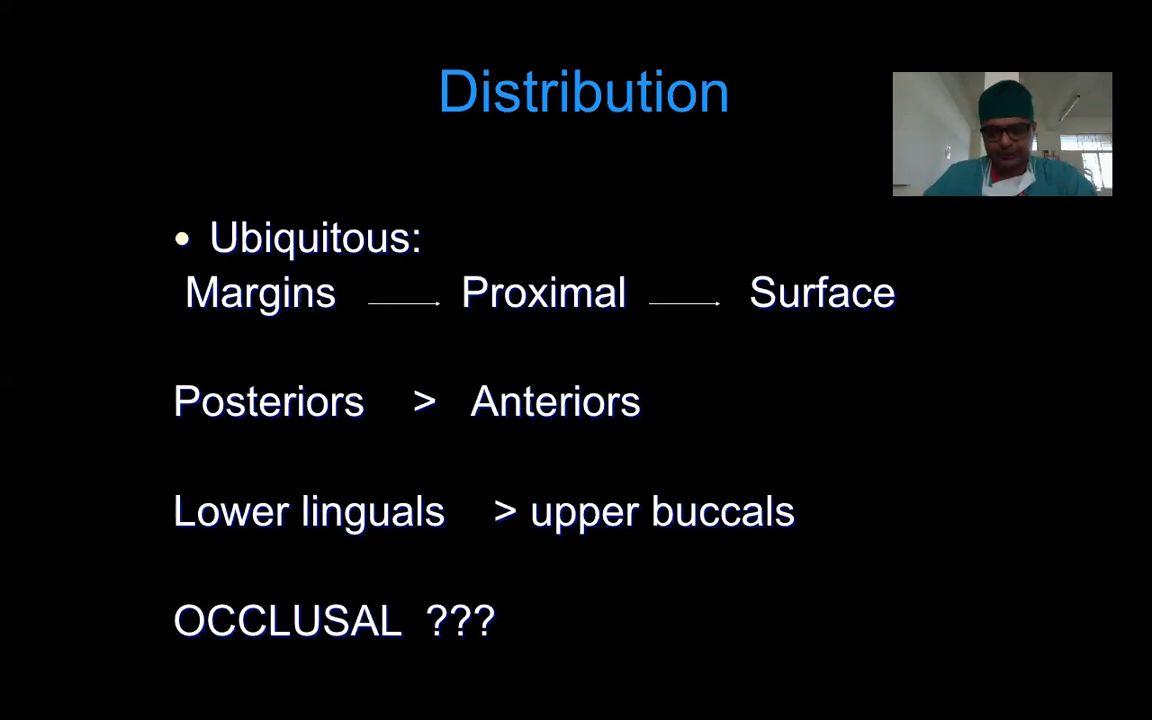 Distribution
• Ubiquitous:
Margins → Proximal → Surface
Posteriors > Anteriors
Lower linguals > upper buccals
OCCLUSAL ???